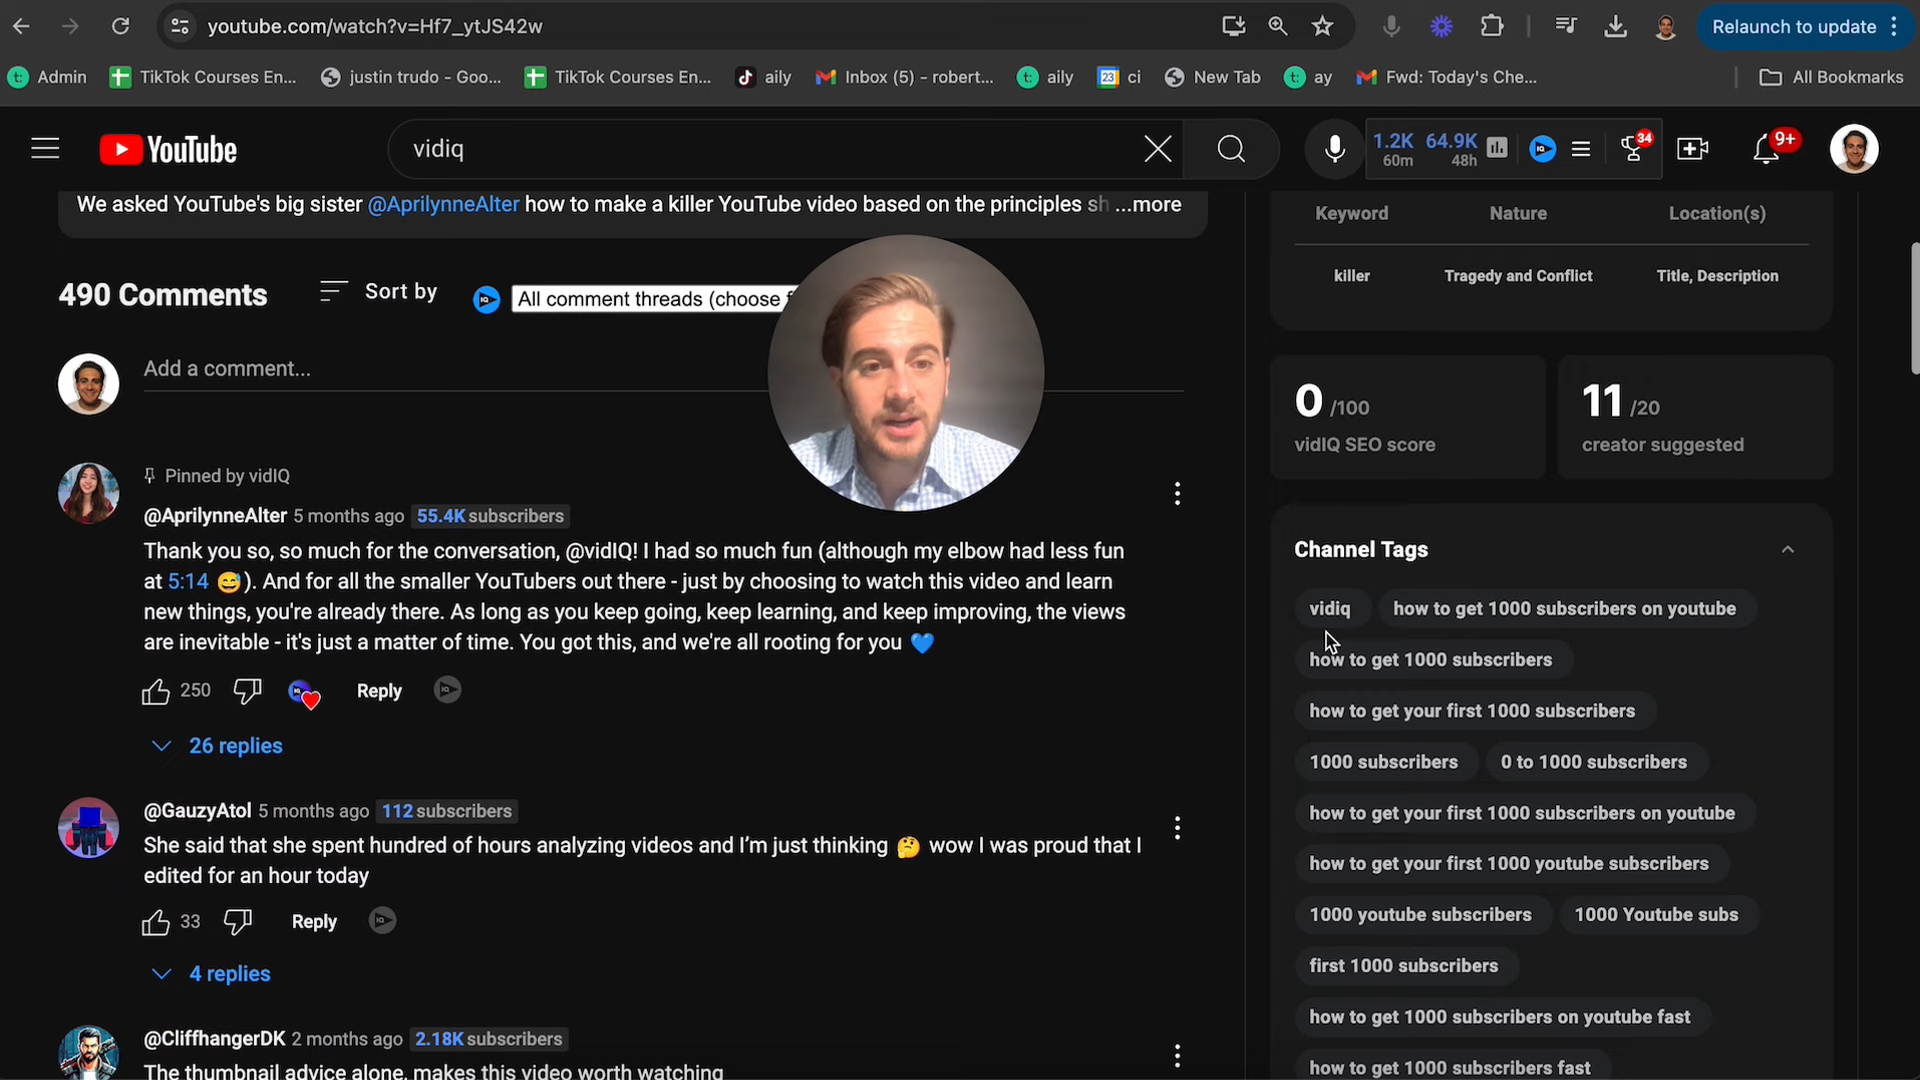 youtube.com/watch?v=Hf7_ytJS42w
Relaunch to update
Admin
TikTok Courses En...
justin trudo - Goo...
TikTok Courses En...
aily
Inbox (5) - robert...
aily
ci
New Tab
ay
Fwd: Today's Che...
All Bookmarks
YouTube
vidiq
1.2K
60m
64.9K
48h
34
9+
We asked YouTube's big sister @AprilynneAlter how to make a killer YouTube video based on the principles sh ...more
490 Comments
Sort by
All comment threads (choose f
Add a comment...
Pinned by vidIQ
@AprilynneAlter 5 months ago 55.4K subscribers
Thank you so, so much for the conversation, @vidIQ! I had so much fun (although my elbow had less fun
at 5:14 😅). And for all the smaller YouTubers out there - just by choosing to watch this video and learn
new things, you're already there. As long as you keep going, keep learning, and keep improving, the views
are inevitable - it's just a matter of time. You got this, and we're all rooting for you 💙
250
Reply
26 replies
@GauzyAtol 5 months ago 112 subscribers
She said that she spent hundred of hours analyzing videos and I'm just thinking 🤔 wow I was proud that I
edited for an hour today
33
Reply
4 replies
@CliffhangerDK 2 months ago 2.18K subscribers
The thumbnail advice alone, makes this video worth watching
Keyword
Nature
Location(s)
killer
Tragedy and Conflict
Title, Description
0 /100
vidIQ SEO score
11 /20
creator suggested
Channel Tags
vidiq
how to get 1000 subscribers on youtube
how to get 1000 subscribers
how to get your first 1000 subscribers
1000 subscribers
0 to 1000 subscribers
how to get your first 1000 subscribers on youtube
how to get your first 1000 youtube subscribers
1000 youtube subscribers
1000 Youtube subs
first 1000 subscribers
how to get 1000 subscribers on youtube fast
how to get 1000 subscribers fast